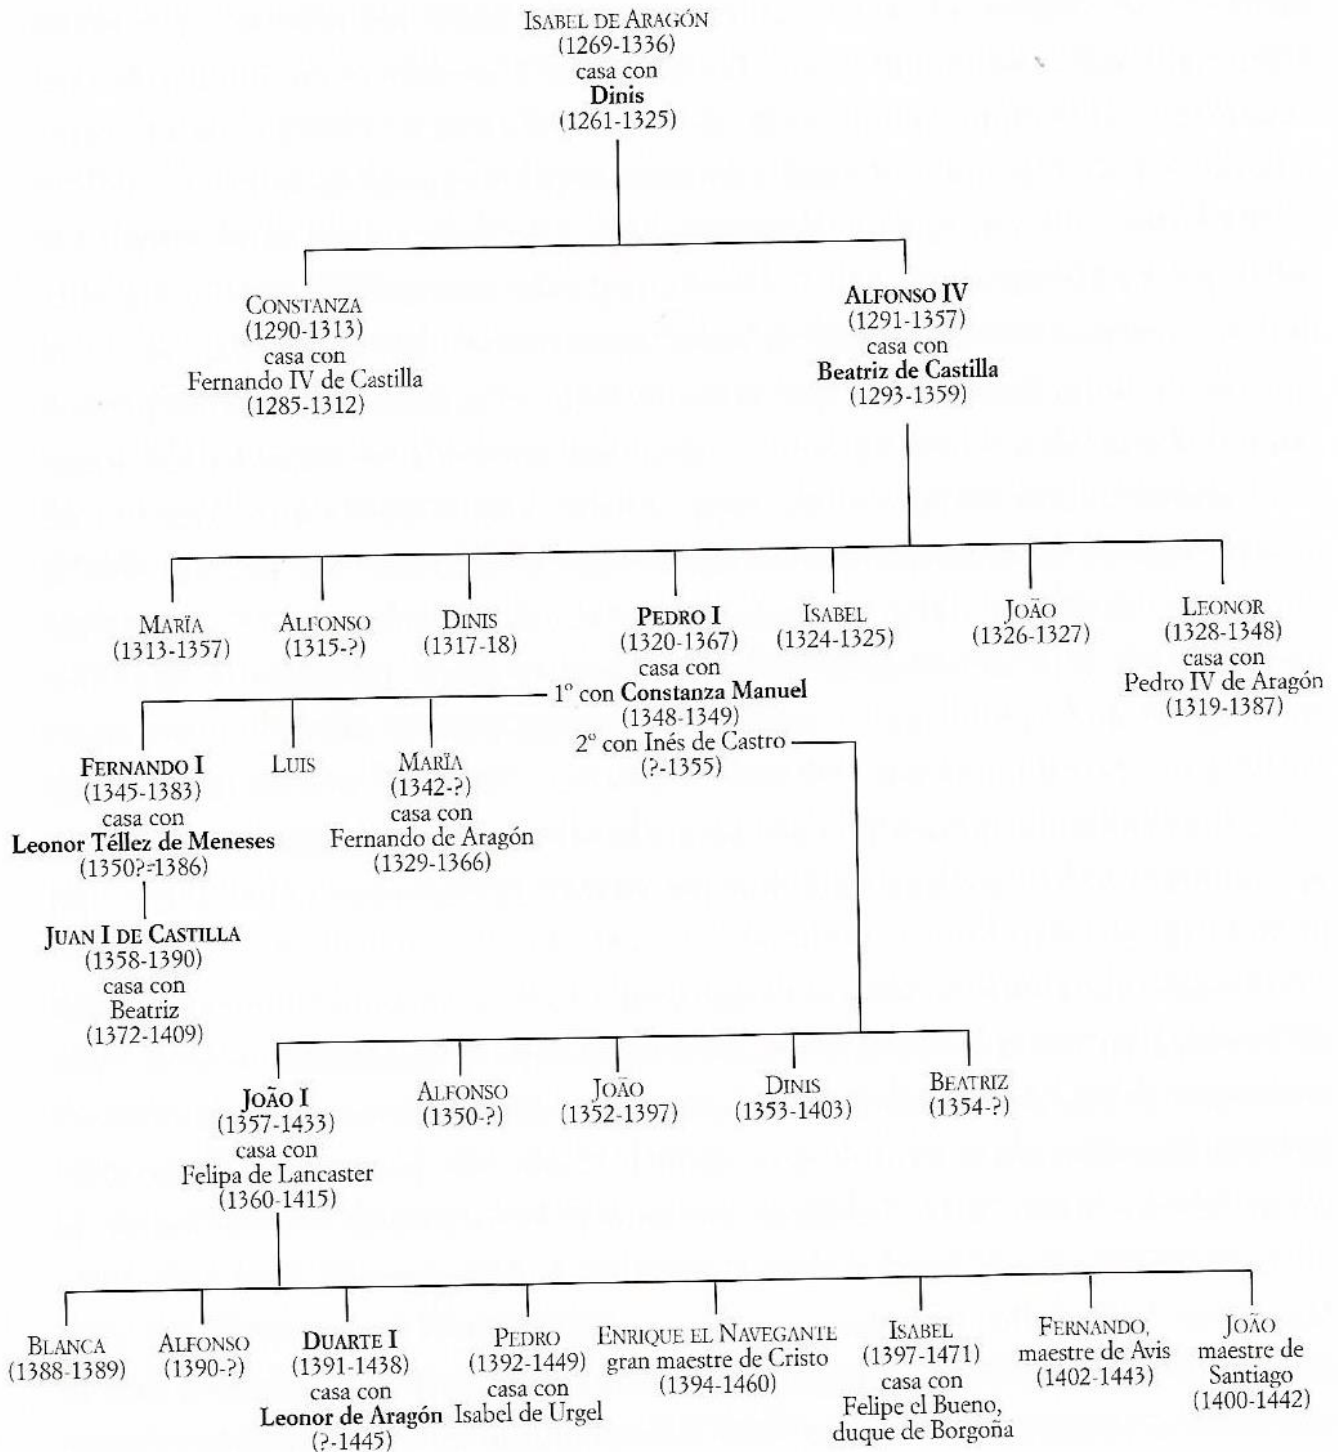 ISABEL DE ARAGÓN
(1269-1336)
casa con
Dinis
(1261-1325)
CONSTANZA
(1290-1313)
casa con
Fernando IV de Castilla
(1285-1312)
ALFONSO IV
(1291-1357)
casa con
Beatriz de Castilla
(1293-1359)
MARÏA
(1313-1357)
ALFONSO
(1315-?)
DINIS
(1317-18)
PEDRO I
(1320-1367)
casa con
1º con Constanza Manuel
(1348-1349)
2º con Inés de Castro
(?-1355)
ISABEL
(1324-1325)
JOÃO
(1326-1327)
LEONOR
(1328-1348)
casa con
Pedro IV de Aragón
(1319-1387)
FERNANDO I
(1345-1383)
casa con
Leonor Téllez de Meneses
(1350?-1386)
LUIS
MARÏA
(1342-?)
casa con
Fernando de Aragón
(1329-1366)
JUAN I DE CASTILLA
(1358-1390)
casa con
Beatriz
(1372-1409)
JOÃO I
(1357-1433)
casa con
Felipa de Lancaster
(1360-1415)
ALFONSO
(1350-?)
JOÃO
(1352-1397)
DINIS
(1353-1403)
BEATRIZ
(1354-?)
BLANCA
(1388-1389)
ALFONSO
(1390-?)
DUARTE I
(1391-1438)
casa con
Leonor de Aragón
(?-1445)
PEDRO
(1392-1449)
casa con
Isabel de Urgel
ENRIQUE EL NAVEGANTE
gran maestre de Cristo
(1394-1460)
ISABEL
(1397-1471)
casa con
Felipe el Bueno,
duque de Borgoña
FERNANDO,
maestre de Avis
(1402-1443)
JOÃO
maestre de
Santiago
(1400-1442)